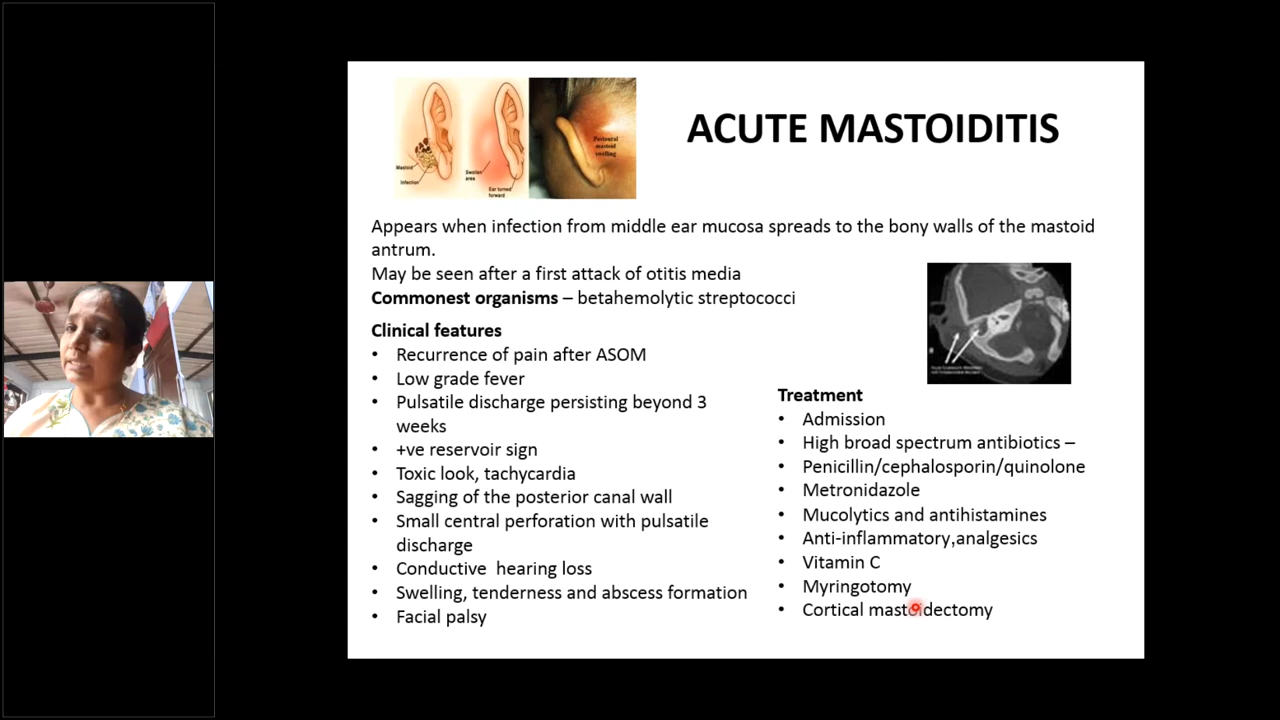 ACUTE MASTOIDITIS
Mastoid
Infection
Swollen
area
Ear turned
forward
Postaural
mastoid
swelling
Appears when infection from middle ear mucosa spreads to the bony walls of the mastoid
antrum.
May be seen after a first attack of otitis media
Commonest organisms – betahemolytic streptococci
Clinical features
• Recurrence of pain after ASOM
• Low grade fever
• Pulsatile discharge persisting beyond 3
weeks
• +ve reservoir sign
• Toxic look, tachycardia
• Sagging of the posterior canal wall
• Small central perforation with pulsatile
discharge
• Conductive hearing loss
• Swelling, tenderness and abscess formation
• Facial palsy
Treatment
• Admission
• High broad spectrum antibiotics –
• Penicillin/cephalosporin/quinolone
• Metronidazole
• Mucolytics and antihistamines
• Anti-inflammatory,analgesics
• Vitamin C
• Myringotomy
• Cortical mastoidectomy